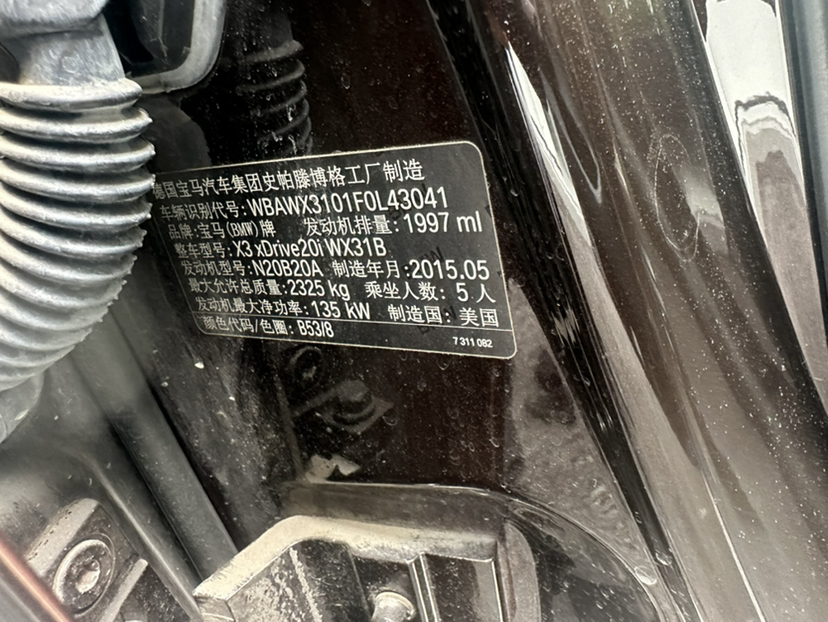 德国宝马汽车集团史帕滕博格工厂制造
车辆识别代号:WBAWX3101F0L43041
品牌:宝马(BMW)牌 发动机排量:1997 ml
整车型号:X3 xDrive20i WX31B
发动机型号:N20B20A 制造年月:2015.05
最大允许总质量:2325 kg 乘坐人数:5人
发动机最大净功率:135 kW 制造国:美国
颜色代码/色圈:B53/8
7 311 082